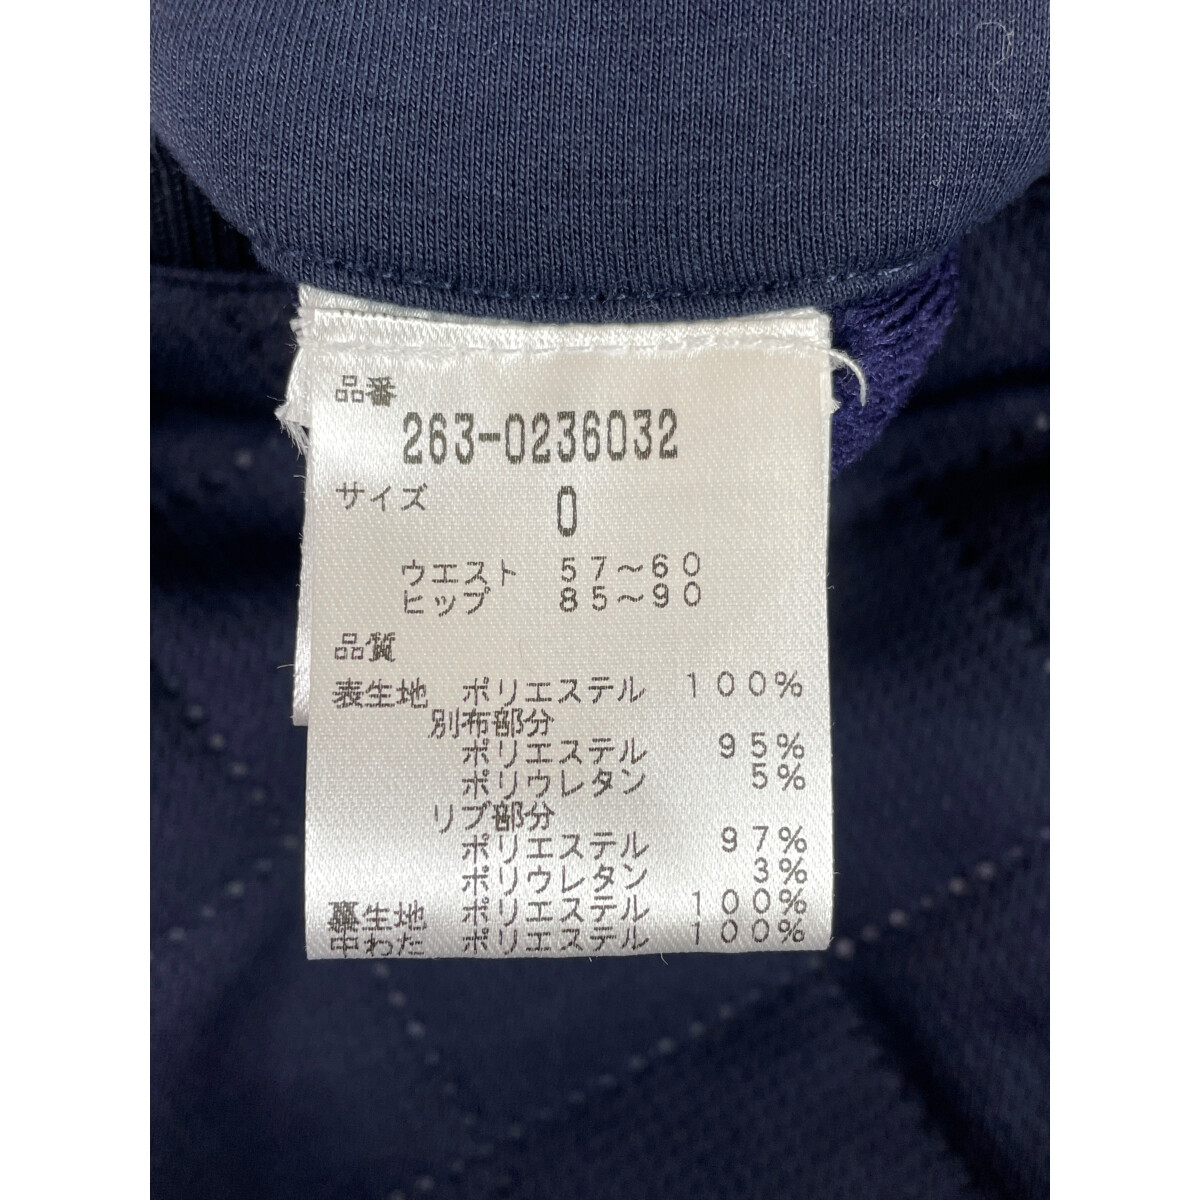 品番
263-0236032
サイズ 0
ウエスト 57～60
ヒップ 85～90
品質
表生地 ポリエステル 100%
別布部分
ポリエステル 95%
ポリウレタン 5%
リブ部分
ポリエステル 97%
ポリウレタン 3%
裏生地 ポリエステル 100%
中わた ポリエステル 100%